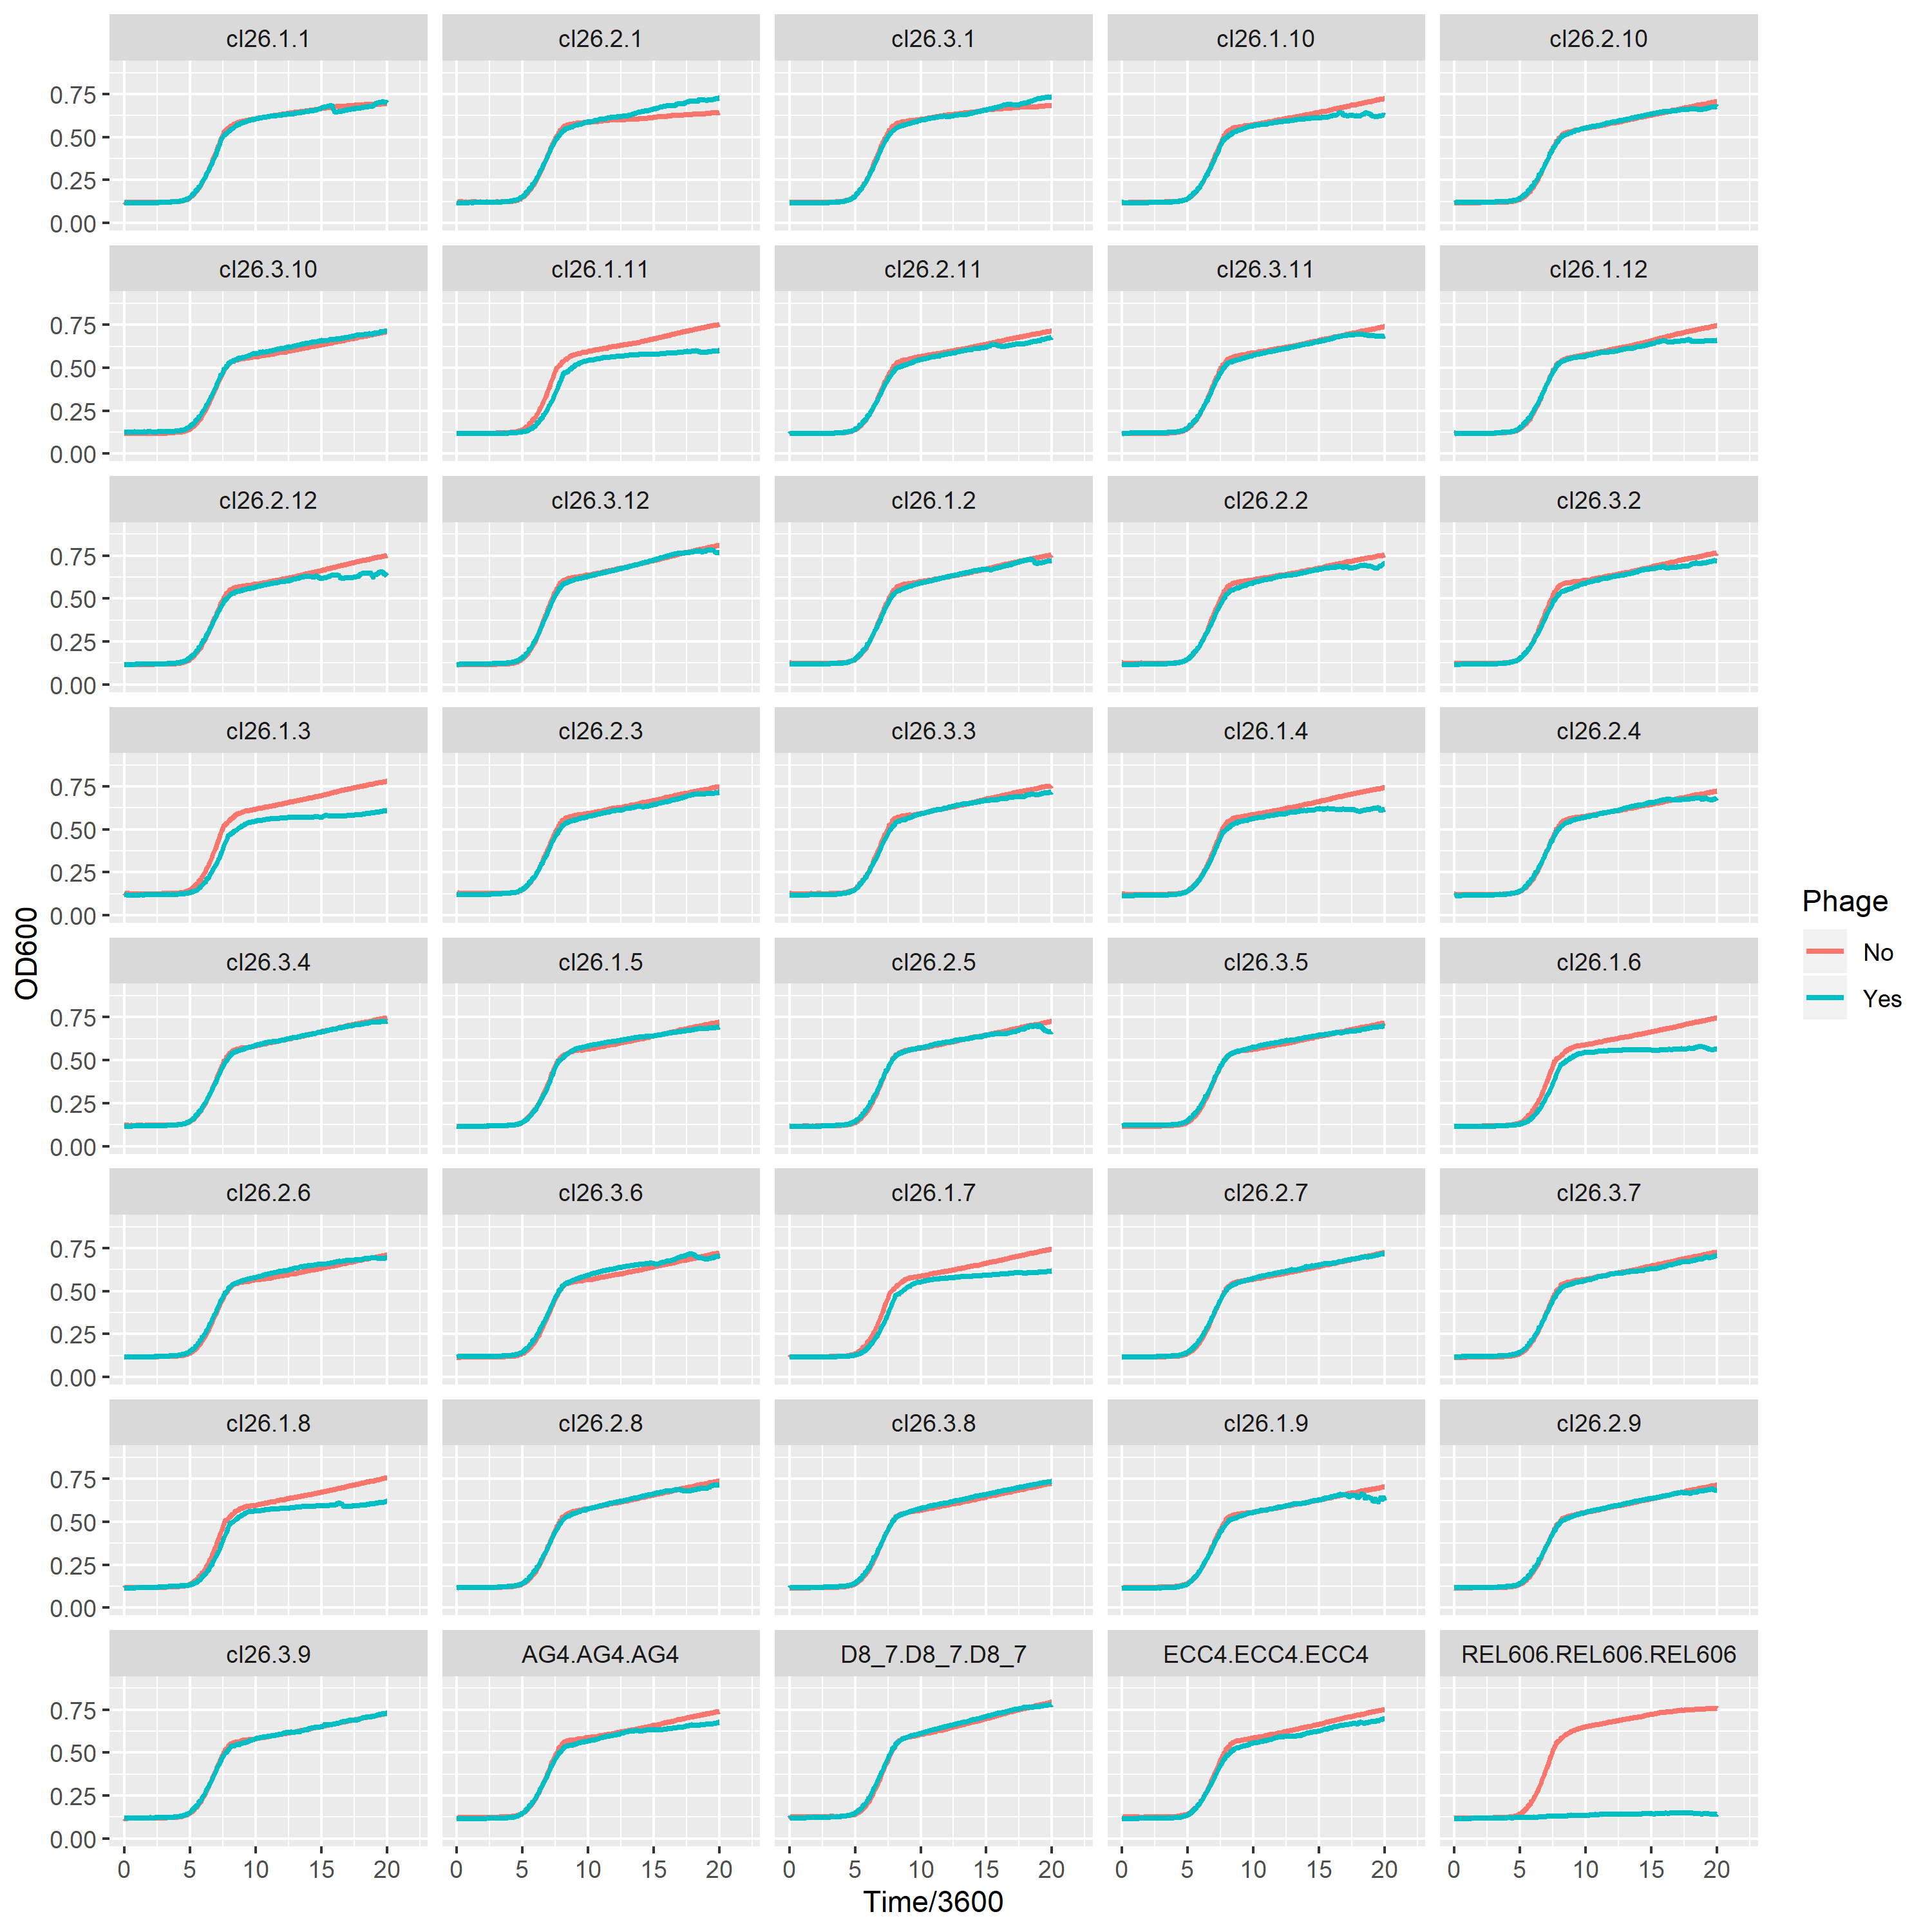 cl26.1.1 cl26.2.1 cl26.3.1 cl26.1.10 cl26.2.10
0.75
0.50
0.25
0.00
cl26.3.10 cl26.1.11 cl26.2.11 cl26.3.11 cl26.1.12
0.75
0.50
0.25
0.00
cl26.2.12 cl26.3.12 cl26.1.2 cl26.2.2 cl26.3.2
0.75
0.50
0.25
0.00
cl26.1.3 cl26.2.3 cl26.3.3 cl26.1.4 cl26.2.4
0.75
0.50
0.25
0.00
OD600
cl26.3.4 cl26.1.5 cl26.2.5 cl26.3.5 cl26.1.6
0.75
0.50
0.25
0.00
cl26.2.6 cl26.3.6 cl26.1.7 cl26.2.7 cl26.3.7
0.75
0.50
0.25
0.00
cl26.1.8 cl26.2.8 cl26.3.8 cl26.1.9 cl26.2.9
0.75
0.50
0.25
0.00
cl26.3.9 AG4.AG4.AG4 D8_7.D8_7.D8_7 ECC4.ECC4.ECC4 REL606.REL606.REL606
0.75
0.50
0.25
0.00
0 5 10 15 20 0 5 10 15 20 0 5 10 15 20 0 5 10 15 20 0 5 10 15 20
Time/3600
Phage
No
Yes